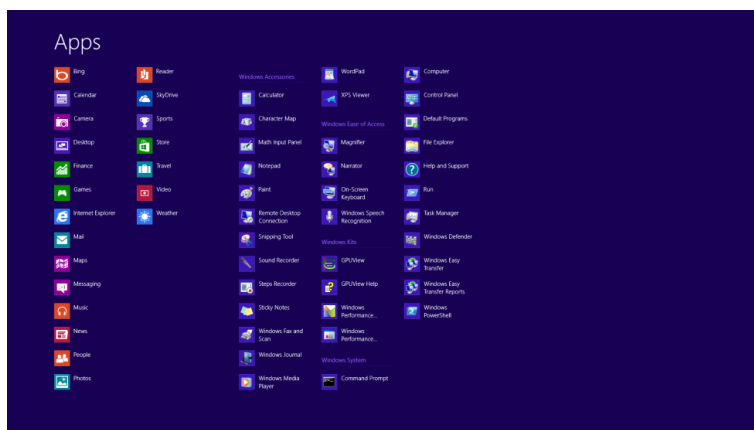 Apps
Bing
Calendar
Camera
Desktop
Finance
Games
Internet Explorer
Mail
Maps
Messaging
Music
News
People
Photos
Reader
SkyDrive
Sports
Store
Travel
Video
Weather
Windows Accessories
Calculator
Character Map
Math Input Panel
Notepad
Paint
Remote Desktop
Connection
Snipping Tool
Sound Recorder
Steps Recorder
Sticky Notes
Windows Fax and
Scan
Windows Journal
Windows Media
Player
WordPad
XPS Viewer
Windows Ease of Access
Magnifier
Narrator
On-Screen
Keyboard
Windows Speech
Recognition
Windows Kits
GPUView
GPUView Help
Windows
Performance...
Windows
Performance...
Windows System
Command Prompt
Computer
Control Panel
Default Programs
File Explorer
Help and Support
Run
Task Manager
Windows Defender
Windows Easy
Transfer
Windows Easy
Transfer Reports
Windows
PowerShell